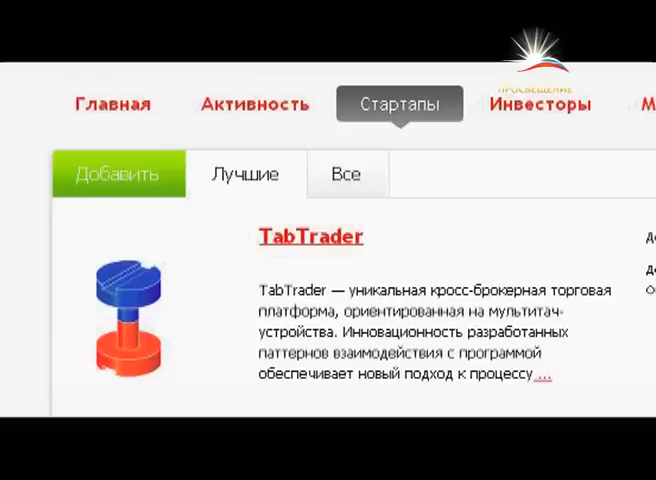 ПРОСВЕЩЕНИЕ
Главная Активность Стартапы Инвесторы М
Добавить Лучшие Все
TabTrader
TabTrader — уникальная кросс-брокерная торговая
платформа, ориентированная на мультитач-
устройства. Инновационность разработанных
паттернов взаимодействия с программой
обеспечивает новый подход к процессу ...